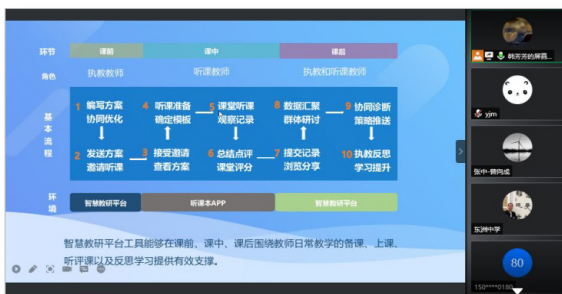 环节
课前
课中
课后
角色
执教教师
听课教师
执教和听课教师
基本流程
1 编写方案
协同优化
4 听课准备
确定模板
5 课堂听课
观察记录
8 数据汇聚
群体研讨
9 协同诊断
策略推送
2 发送方案
邀请听课
3 接受邀请
查看方案
6 总结点评
课堂评分
7 提交记录
浏览分享
10 执教反思
学习提升
环境
智慧教研平台
听课本APP
智慧教研平台
智慧教研平台工具能够在课前、课中、课后围绕教师日常教学的备课、上课、
听评课以及反思学习提供有效支撑。
韩芳芳的屏幕...
yjm
张中-曾向成
东洲中学
80
150****0180